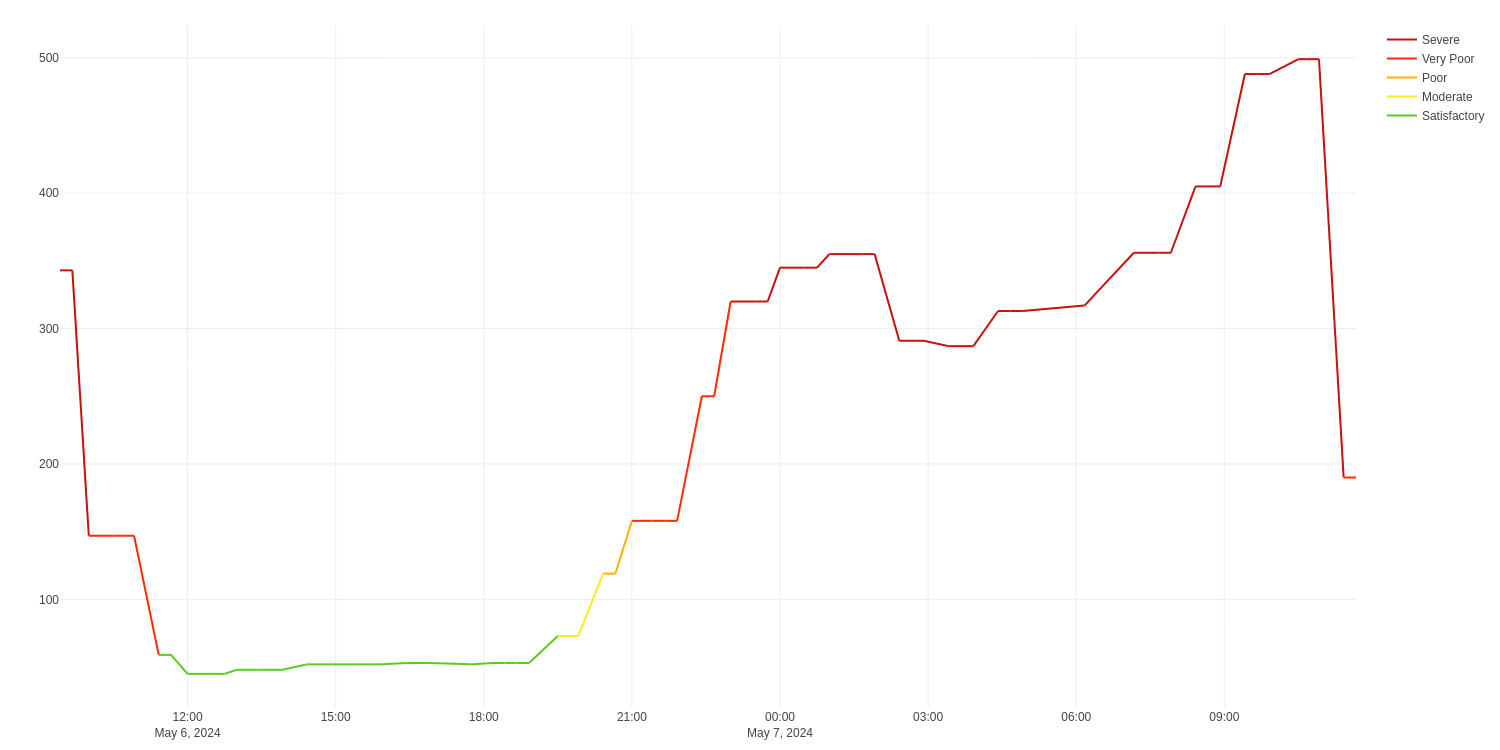 500
400
300
200
100
12:00
May 6, 2024
15:00
18:00
21:00
00:00
May 7, 2024
03:00
06:00
09:00
Severe
Very Poor
Poor
Moderate
Satisfactory